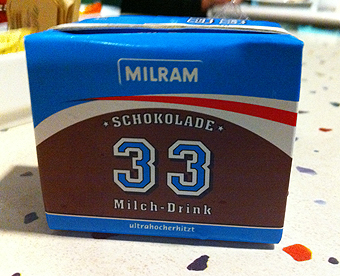 MILRAM
SCHOKOLADE
33
Milch-Drink
ultrahocherhitzt